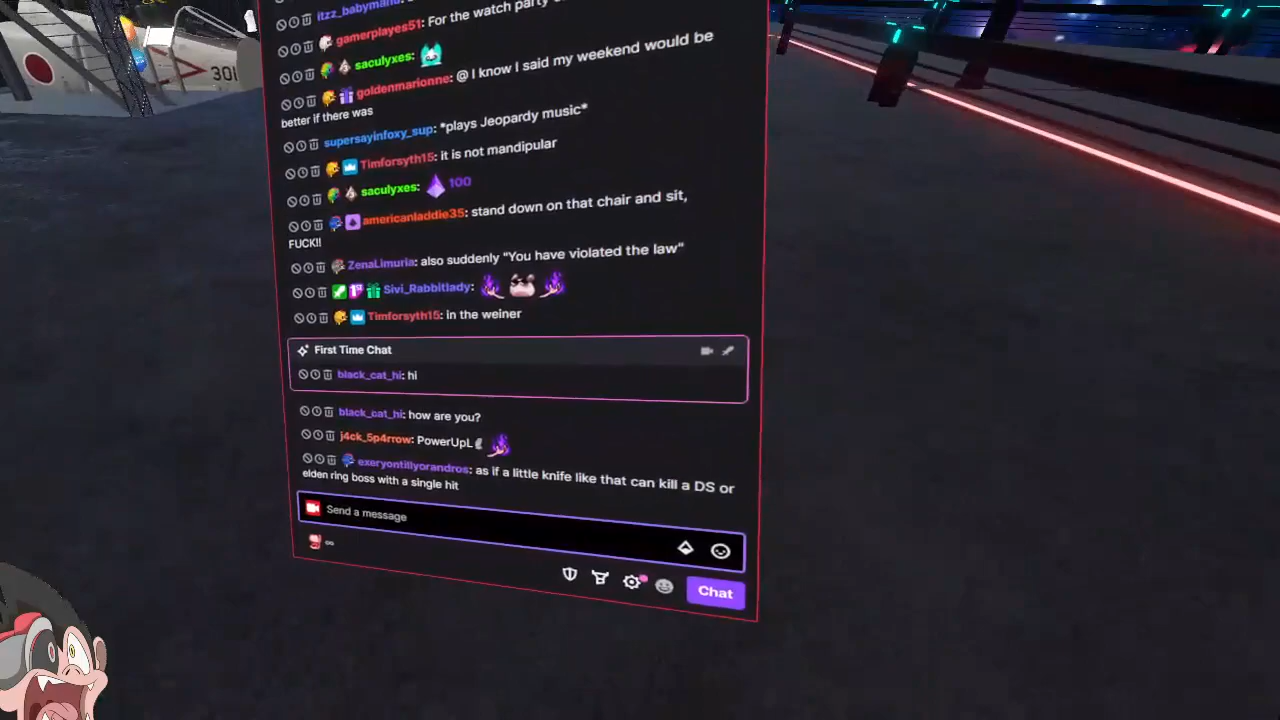 301
itzz_babymans
gamerplayes51: For the watch party
saculyxes:
goldenmarionne: @ I know I said my weekend would be
better if there was
supersayinfoxy_sup: *plays Jeopardy music*
Timforsyth15: it is not mandipular
saculyxes: 100
americanladdie35: stand down on that chair and sit,
FUCK!!
ZenaLimuria: also suddenly "You have violated the law"
Sivi_Rabbitlady:
Timforsyth15: in the weiner
First Time Chat
black_cat_hi: hi
black_cat_hi: how are you?
j4ck_5p4rrow: PowerUpL
exeryontillyorandros: as if a little knife like that can kill a DS or
elden ring boss with a single hit
Send a message
∞
Chat